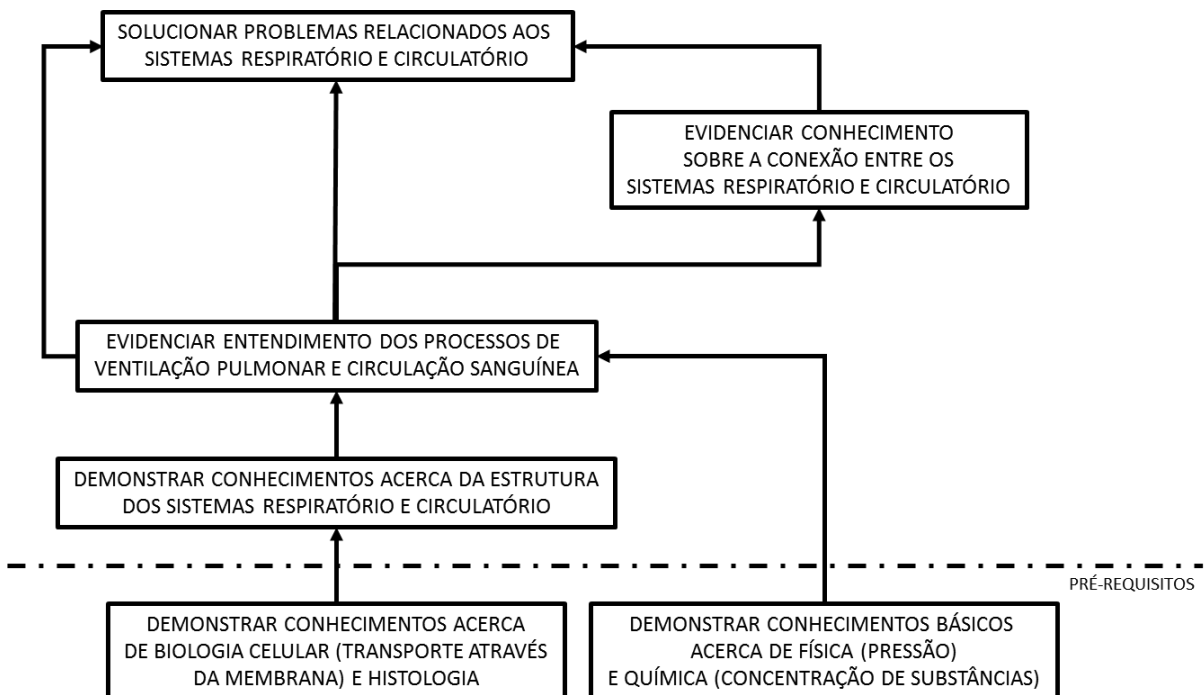 SOLUCIONAR PROBLEMAS RELACIONADOS AOS
SISTEMAS RESPIRATÓRIO E CIRCULATÓRIO
EVIDENCIAR CONHECIMENTO
SOBRE A CONEXÃO ENTRE OS
SISTEMAS RESPIRATÓRIO E CIRCULATÓRIO
EVIDENCIAR ENTENDIMENTO DOS PROCESSOS DE
VENTILAÇÃO PULMONAR E CIRCULAÇÃO SANGUÍNEA
DEMONSTRAR CONHECIMENTOS ACERCA DA ESTRUTURA
DOS SISTEMAS RESPIRATÓRIO E CIRCULATÓRIO
PRÉ-REQUISITOS
DEMONSTRAR CONHECIMENTOS ACERCA
DE BIOLOGIA CELULAR (TRANSPORTE ATRAVÉS
DA MEMBRANA) E HISTOLOGIA
DEMONSTRAR CONHECIMENTOS BÁSICOS
ACERCA DE FÍSICA (PRESSÃO)
E QUÍMICA (CONCENTRAÇÃO DE SUBSTÂNCIAS)